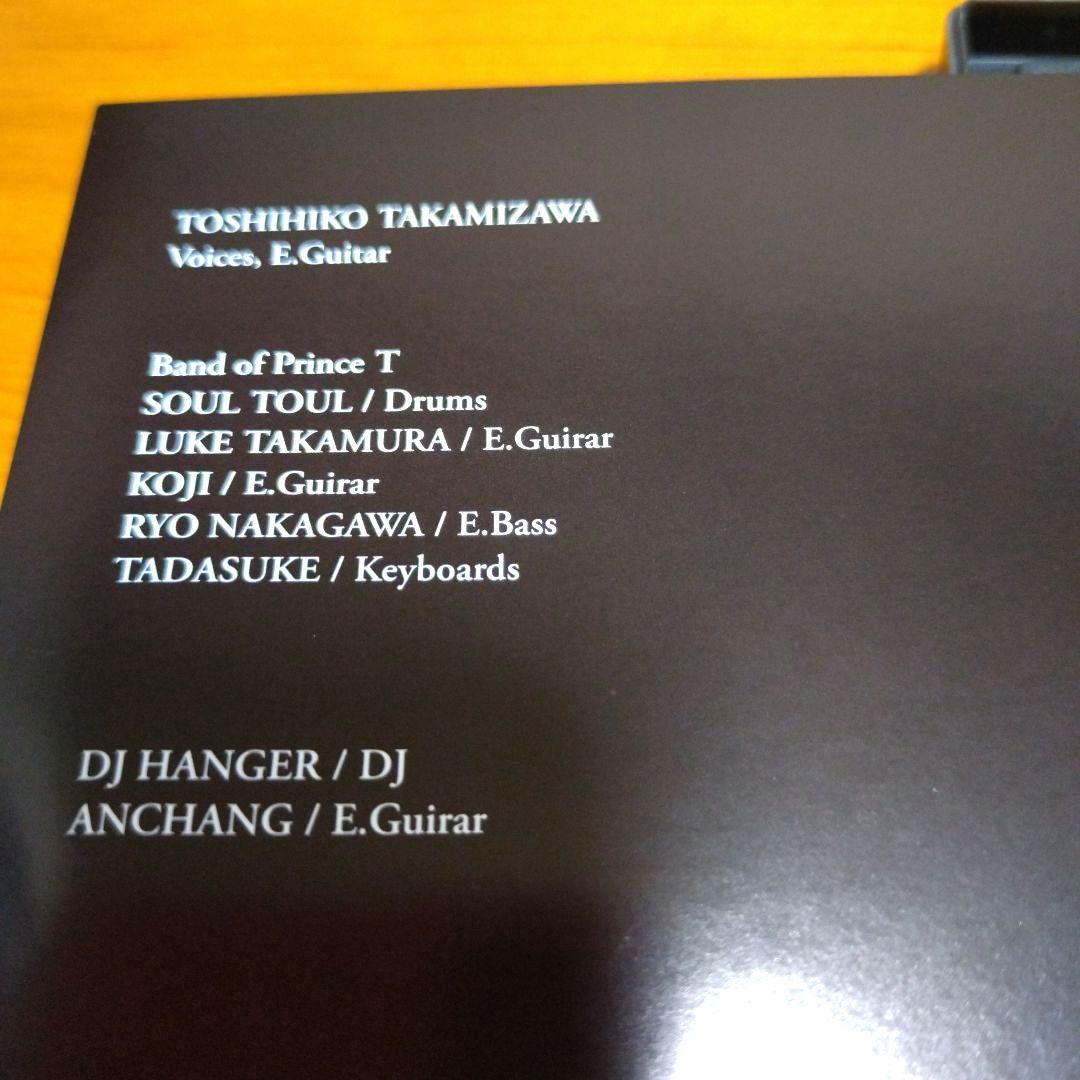 TOSHIHIKO TAKAMIZAWA
Voices, E.Guitar
Band of Prince T
SOUL TOUL / Drums
LUKE TAKAMURA / E.Guirar
KOJI / E.Guirar
RYO NAKAGAWA / E.Bass
TADASUKE / Keyboards
DJ HANGER / DJ
ANCHANG / E.Guirar